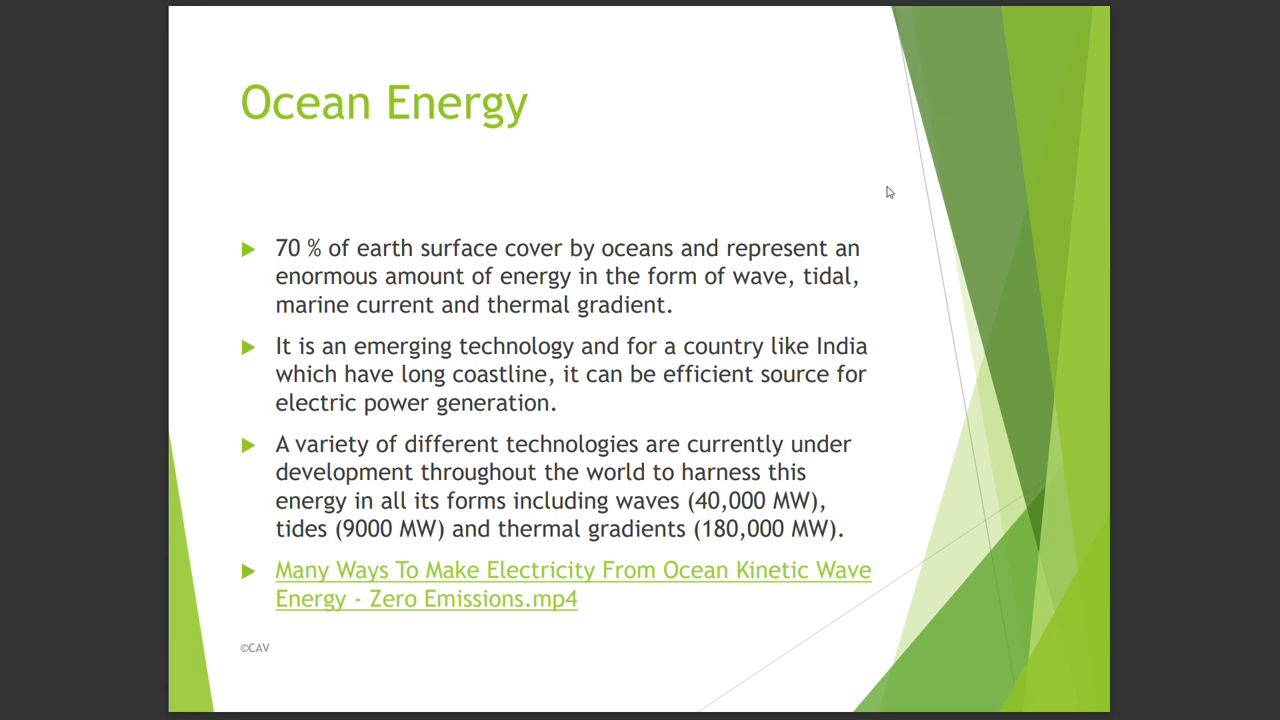 Ocean Energy
70 % of earth surface cover by oceans and represent an
enormous amount of energy in the form of wave, tidal,
marine current and thermal gradient.
It is an emerging technology and for a country like India
which have long coastline, it can be efficient source for
electric power generation.
A variety of different technologies are currently under
development throughout the world to harness this
energy in all its forms including waves (40,000 MW),
tides (9000 MW) and thermal gradients (180,000 MW).
Many Ways To Make Electricity From Ocean Kinetic Wave
Energy - Zero Emissions.mp4
©CAV